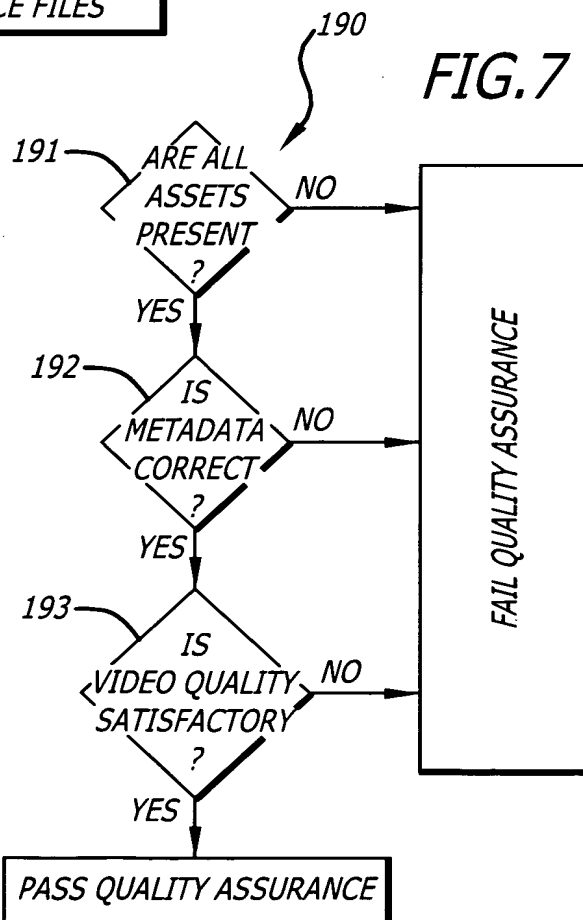 CE FILES
190
FIG.7
191
ARE ALL
ASSETS
PRESENT
?
NO
YES
192
IS
METADATA
CORRECT
?
NO
YES
193
IS
VIDEO QUALITY
SATISFACTORY
?
NO
YES
FAIL QUALITY ASSURANCE
PASS QUALITY ASSURANCE